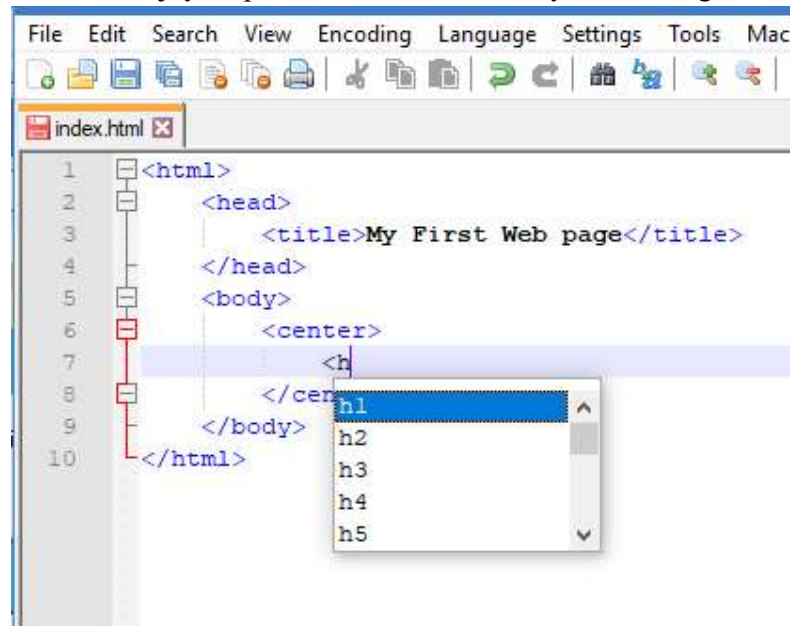 File Edit Search View Encoding Language Settings Tools Mac
index.html
1 <html>
2 <head>
3 <title>My First Web page</title>
4 </head>
5 <body>
6 <center>
7 <h
8 </cen
h1
9 </body>
h2
10 </html>
h3
h4
h5